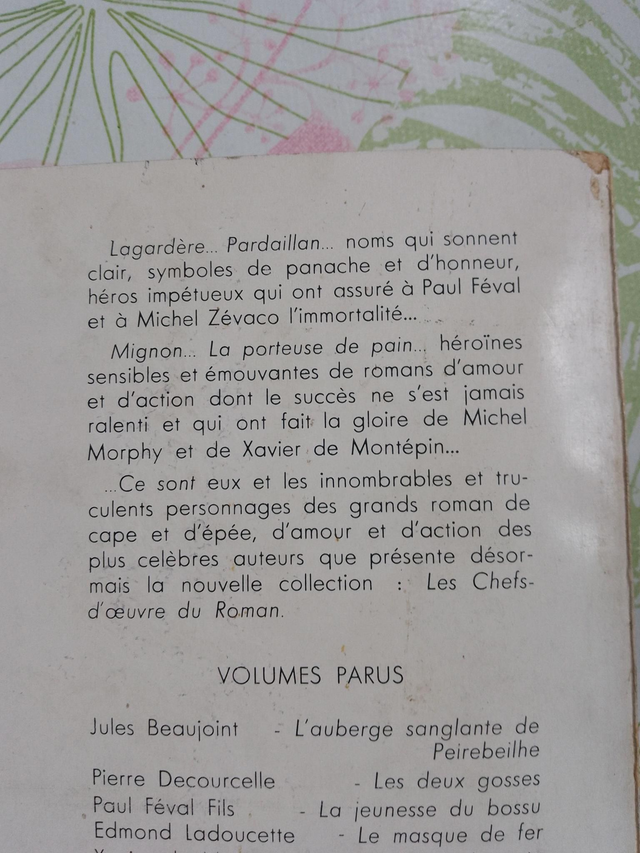 Lagardère... Pardaillan... noms qui sonnent
clair, symboles de panache et d'honneur,
héros impétueux qui ont assuré à Paul Féval
et à Michel Zévaco l'immortalité...
Mignon... La porteuse de pain... héroïnes
sensibles et émouvantes de romans d'amour
et d'action dont le succès ne s'est jamais
ralenti et qui ont fait la gloire de Michel
Morphy et de Xavier de Montépin...
...Ce sont eux et les innombrables et tru-
culents personnages des grands roman de
cape et d'épée, d'amour et d'action des
plus celèbres auteurs que présente désor-
mais la nouvelle collection : Les Chefs-
d'œuvre du Roman.
VOLUMES PARUS
Jules Beaujoint - L'auberge sanglante de
Peirebeilhe
Pierre Decourcelle - Les deux gosses
Paul Féval Fils - La jeunesse du bossu
Edmond Ladoucette - Le masque de fer